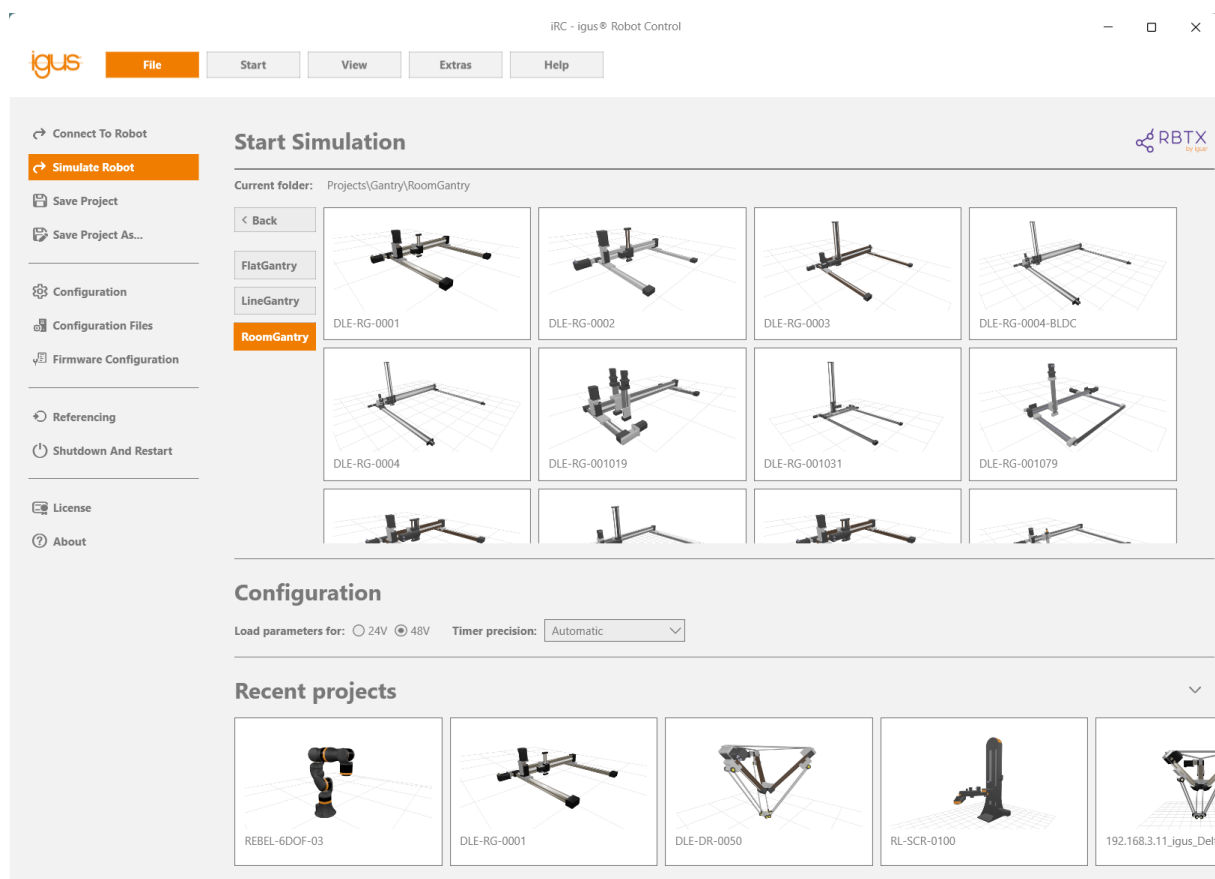 iRC - igus® Robot Control
igus
File
Start
View
Extras
Help
Connect To Robot
Simulate Robot
Save Project
Save Project As...
Configuration
Configuration Files
Firmware Configuration
Referencing
Shutdown And Restart
License
About
Start Simulation
RBTX
by igus
Current folder: Projects\Gantry\RoomGantry
< Back
FlatGantry
LineGantry
RoomGantry
DLE-RG-0001
DLE-RG-0002
DLE-RG-0003
DLE-RG-0004-BLDC
DLE-RG-0004
DLE-RG-001019
DLE-RG-001031
DLE-RG-001079
Configuration
Load parameters for: 24V 48V Timer precision: Automatic
Recent projects
REBEL-6DOF-03
DLE-RG-0001
DLE-DR-0050
RL-SCR-0100
192.168.3.11_igus_Del